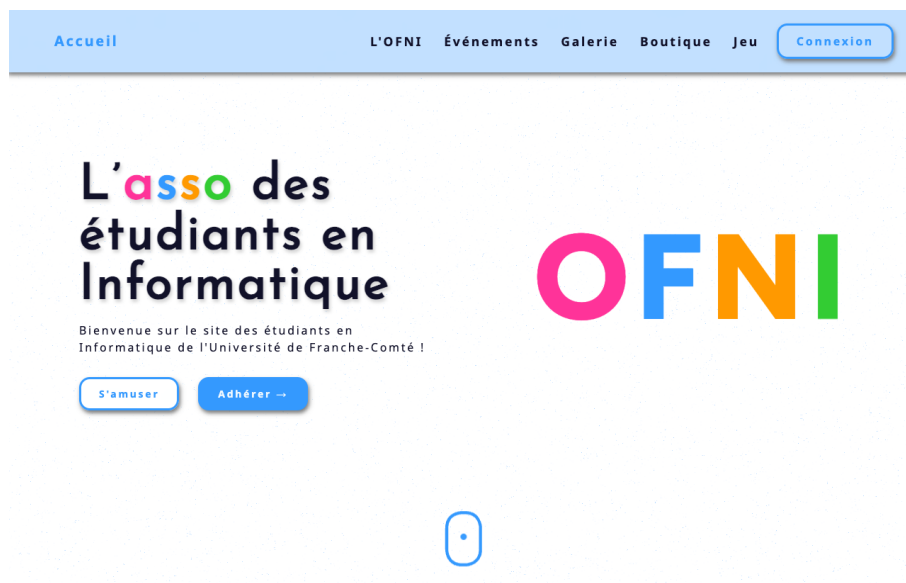 Accueil L'OFNI Événements Galerie Boutique Jeu Connexion
L'asso des
étudiants en
Informatique
OFNI
Bienvenue sur le site des étudiants en
Informatique de l'Université de Franche-Comté !
S'amuser Adhérer →